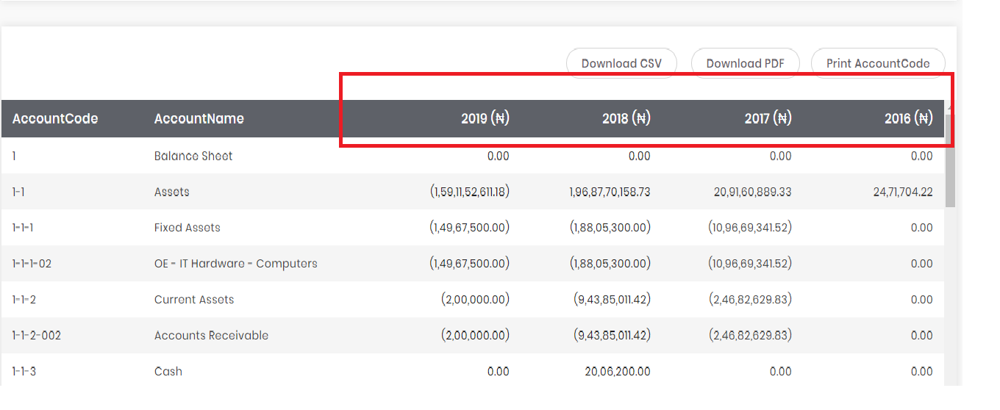 Download CSV Download PDF Print AccountCode
AccountCode AccountName 2019 (₦) 2018 (₦) 2017 (₦) 2016 (₦)
1 Balance Sheet 0.00 0.00 0.00 0.00
1-1 Assets (1,59,11,52,611.18) 1,96,87,70,158.73 20,91,60,889.33 24,71,704.22
1-1-1 Fixed Assets (1,49,67,500.00) (1,88,05,300.00) (10,96,69,341.52) 0.00
1-1-1-02 OE - IT Hardware - Computers (1,49,67,500.00) (1,88,05,300.00) (10,96,69,341.52) 0.00
1-1-2 Current Assets (2,00,000.00) (9,43,85,011.42) (2,46,82,629.83) 0.00
1-1-2-002 Accounts Receivable (2,00,000.00) (9,43,85,011.42) (2,46,82,629.83) 0.00
1-1-3 Cash 0.00 20,06,200.00 0.00 0.00